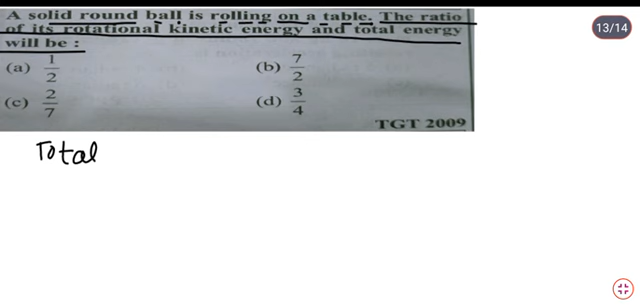 A solid round ball is rolling on a table. The ratio
of its rotational kinetic energy and total energy
will be :
(a) 1/2 (b) 7/2
(c) 2/7 (d) 3/4
TGT 2009
Total
13/14